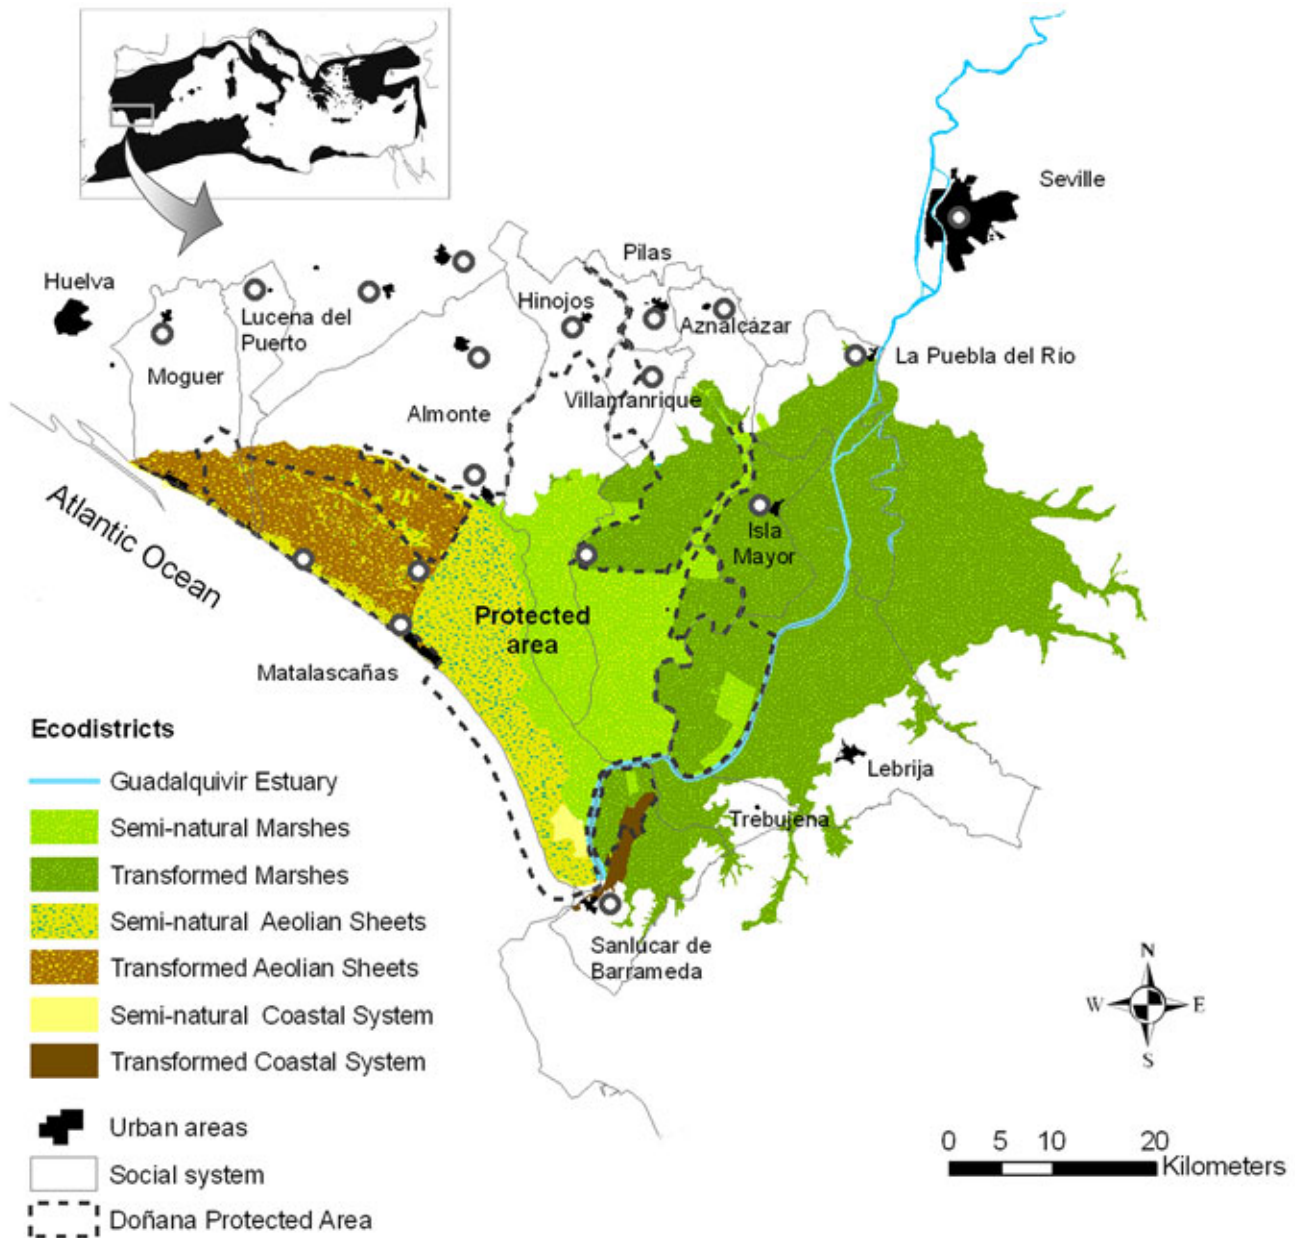 Seville
Pilas
Huelva
Hinojos
Lucena del
Puerto
Aznalcázar
La Puebla del Río
Moguer
Villamanrique
Almonte
Atlantic Ocean
Isla
Mayor
Protected
area
Matalascañas
Lebrija
Trebujena
Sanlucar de
Barrameda
Ecodistricts
Guadalquivir Estuary
Semi-natural Marshes
Transformed Marshes
Semi-natural Aeolian Sheets
Transformed Aeolian Sheets
Semi-natural Coastal System
Transformed Coastal System
Urban areas
Social system
Doñana Protected Area
N
W E
S
0 5 10 20
Kilometers